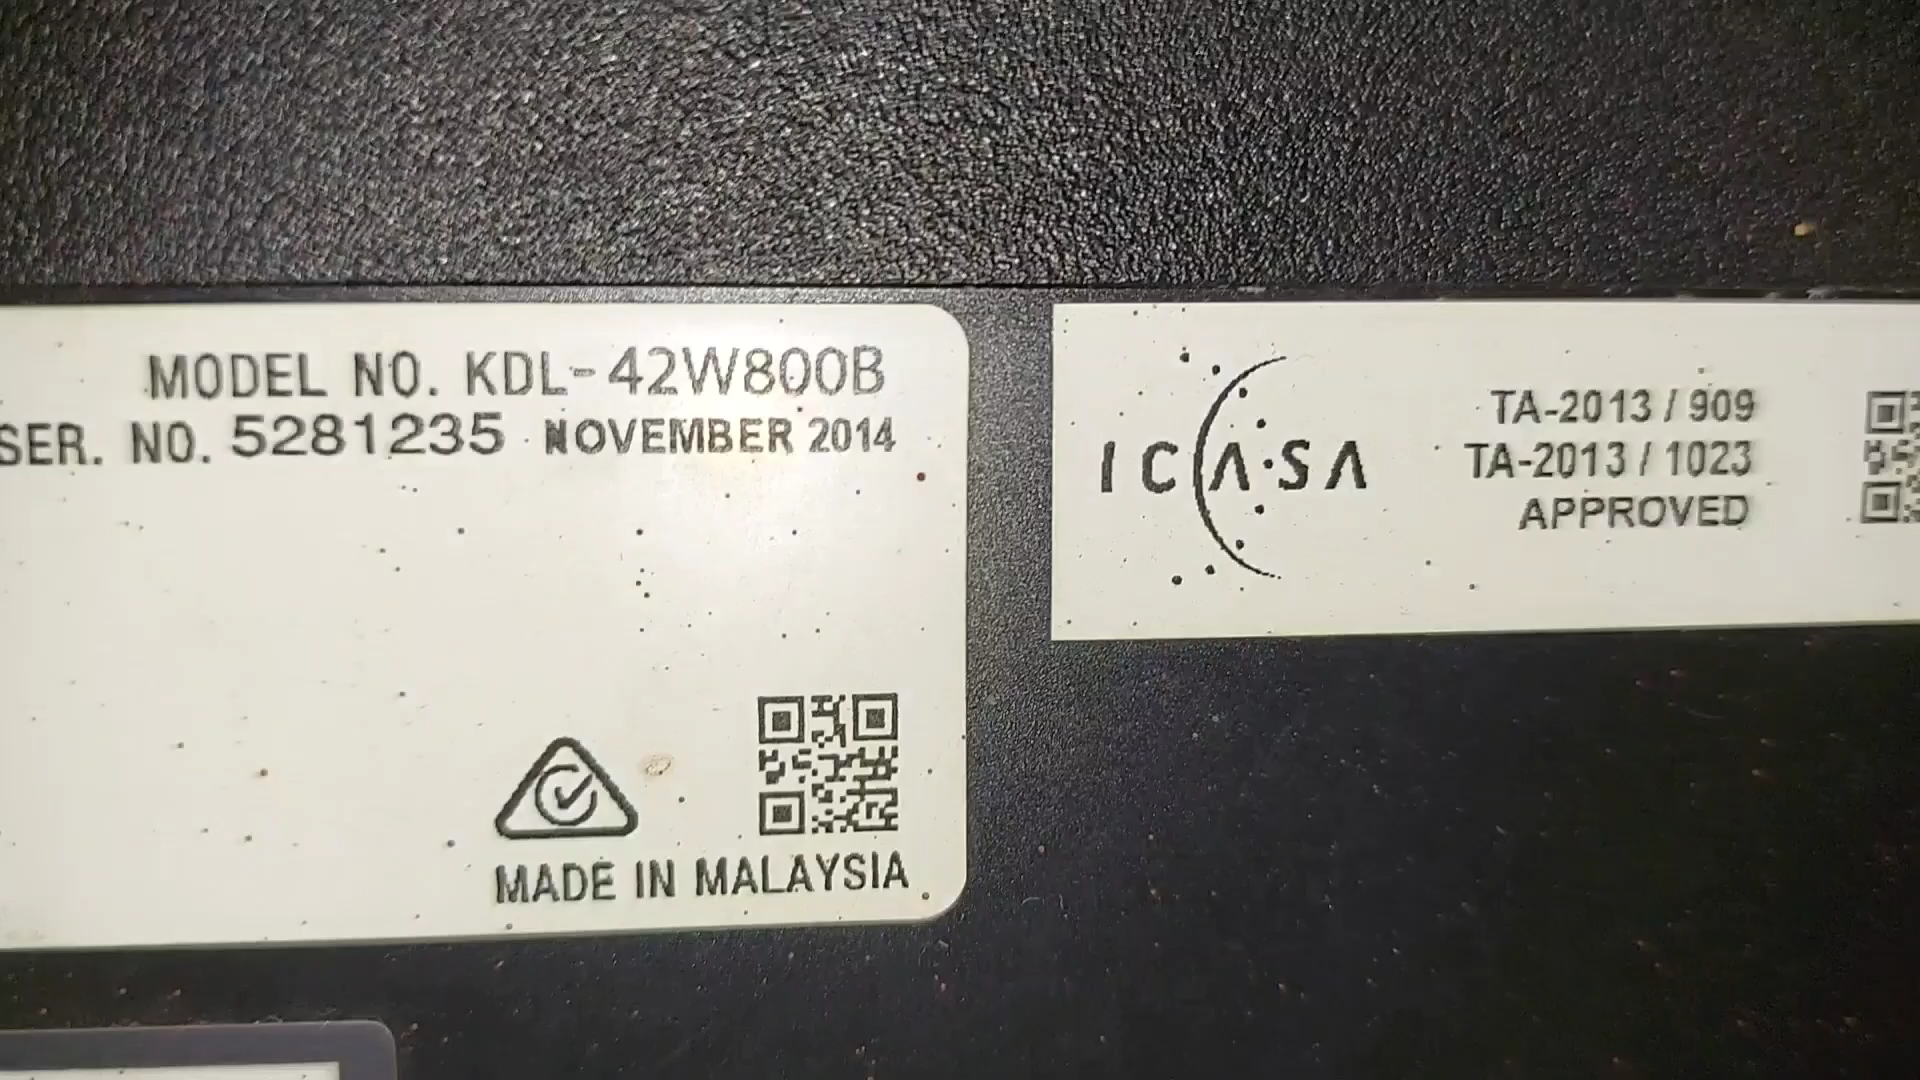 MODEL NO. KDL-42W800B
SER. NO. 5281235 NOVEMBER 2014
MADE IN MALAYSIA
ICASA
TA-2013 / 909
TA-2013 / 1023
APPROVED